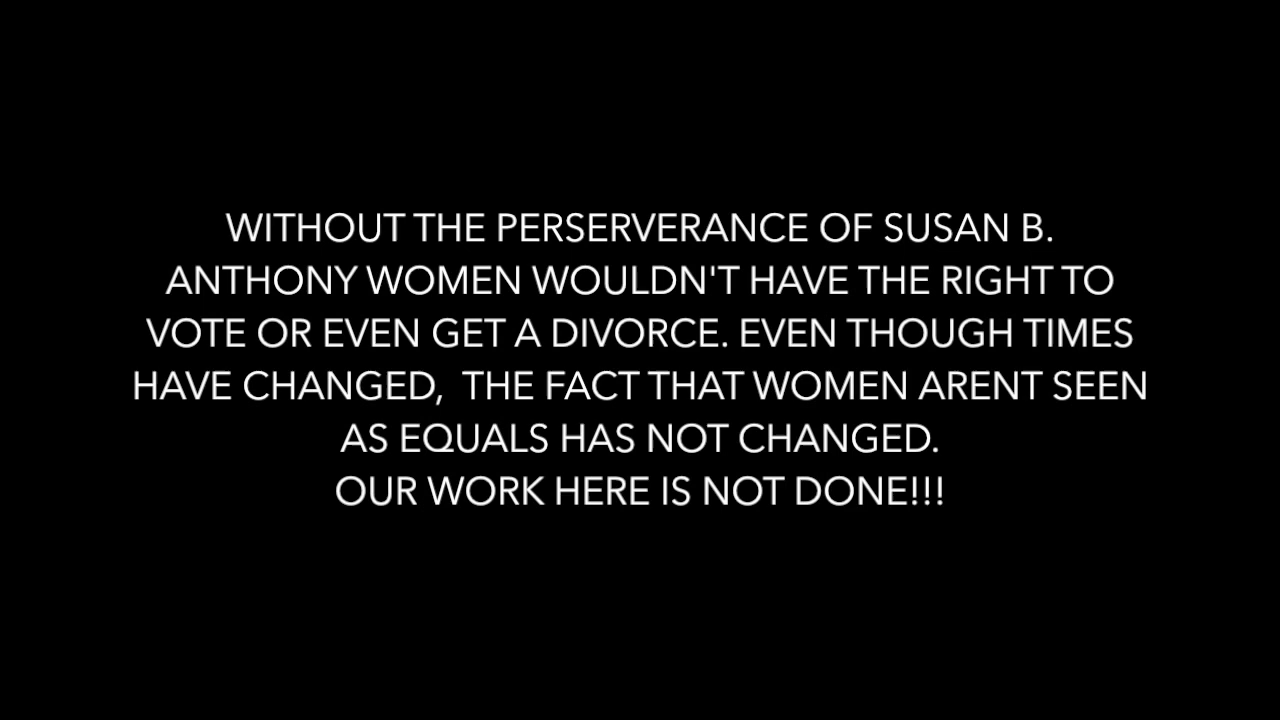 WITHOUT THE PERSERVERANCE OF SUSAN B.
ANTHONY WOMEN WOULDN'T HAVE THE RIGHT TO
VOTE OR EVEN GET A DIVORCE. EVEN THOUGH TIMES
HAVE CHANGED,  THE FACT THAT WOMEN ARENT SEEN
AS EQUALS HAS NOT CHANGED.
OUR WORK HERE IS NOT DONE!!!